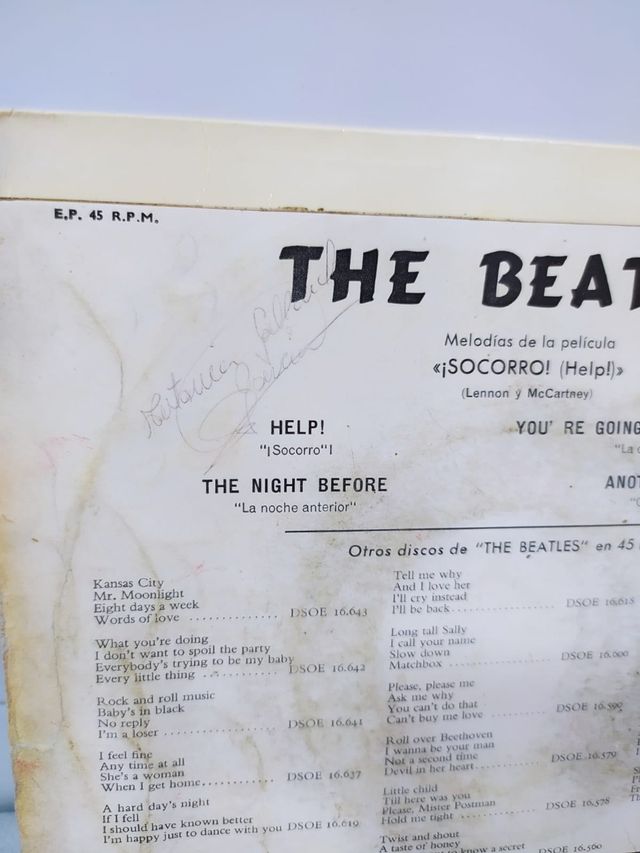 E.P. 45 R.P.M.
THE BEAT
Melodías de la película
«¡SOCORRO! (Help!)»
(Lennon y McCartney)
HELP!
"¡Socorro"!
THE NIGHT BEFORE
"La noche anterior"
YOU' RE GOING
"La
ANOT
Otros discos de "THE BEATLES" en 45
Kansas City
Mr. Moonlight
Eight days a week
Words of love .............. DSOE 16.643
What you're doing
I don't want to spoil the party
Everybody's trying to be my baby
Every little thing ............ DSOE 16.642
Rock and roll music
Baby's in black
No reply
I'm a loser .................. DSOE 16.641
I feel fine
Any time at all
She's a woman
When I get home............ DSOE 16.637
A hard day's night
If I fell
I should have known better
I'm happy just to dance with you DSOE 16.619
Tell me why
And I love her
I'll cry instead
I'll be back................ DSOE 16.618
Long tall Sally
I call your name
Slow down
Matchbox .................. DSOE 16.600
Please, please me
Ask me why
You can't do that
Can't buy me love .......... DSOE 16.590
Roll over Beethoven
I wanna be your man
Not a second time
Devil in her heart............ DSOE 16.579
Little child
Till here was you
Please, Mister Postman
Hold me tight .............. DSOE 16.578
Twist and shout
A taste of honey
to know a secret DSOE 16.560